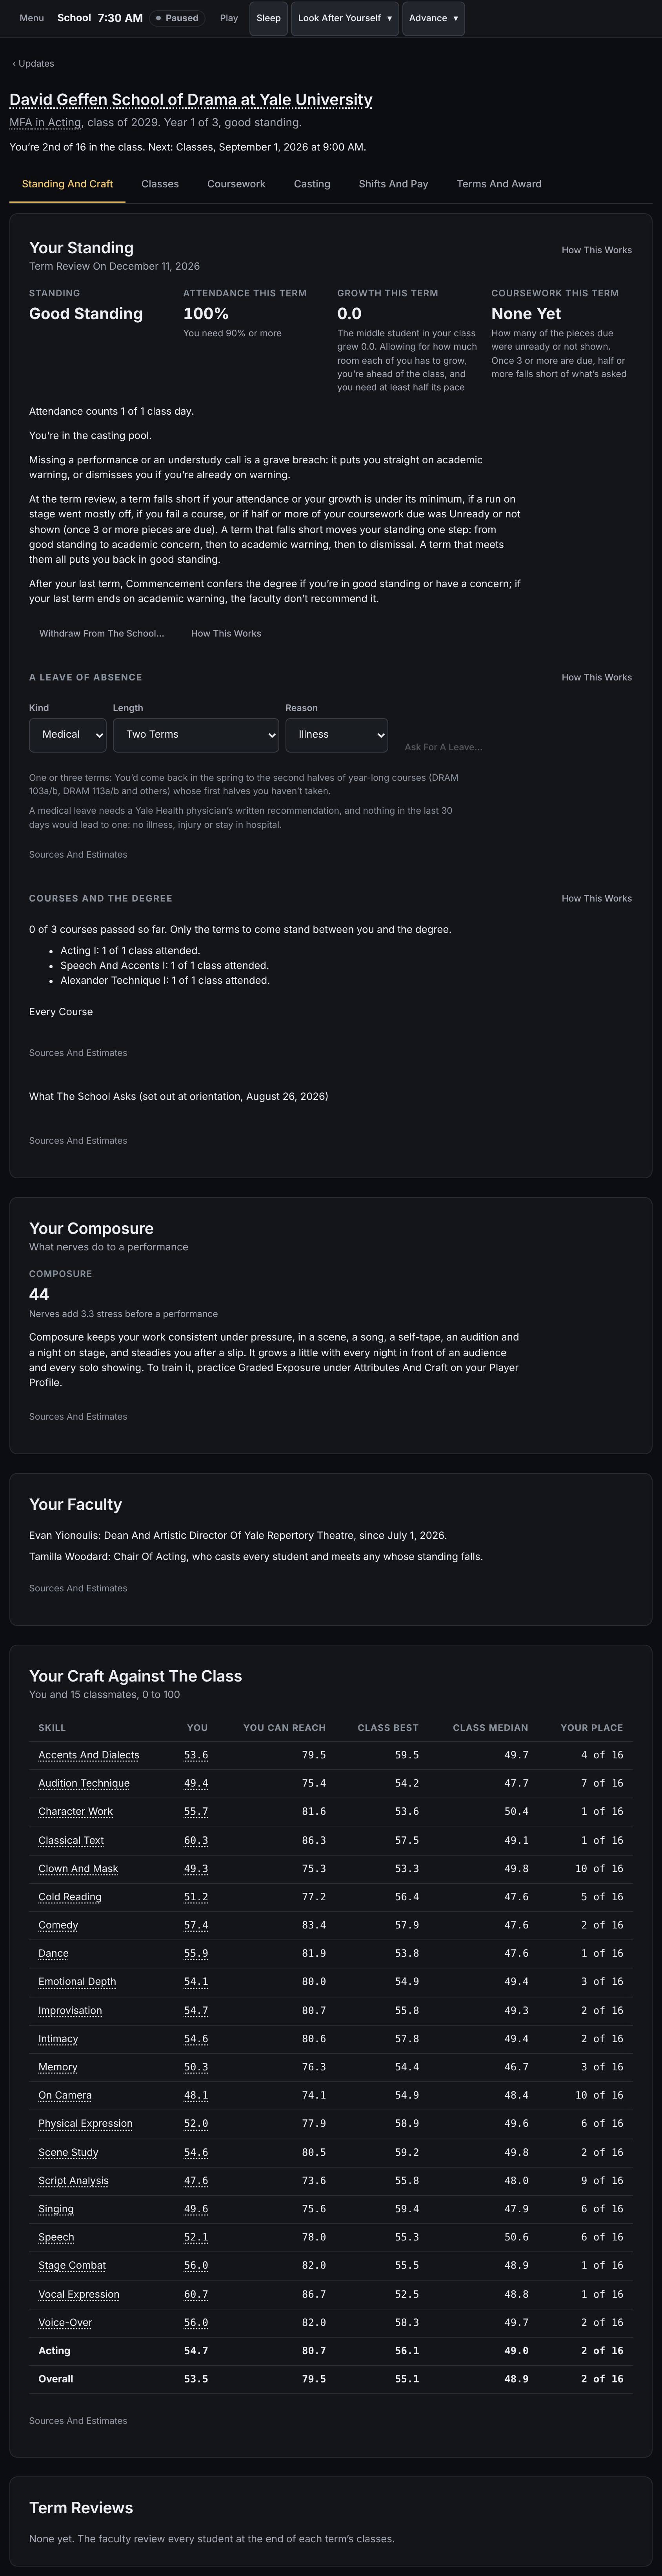 Menu School 7:30 AM Paused Play Sleep Look After Yourself ▾ Advance ▾
‹ Updates
David Geffen School of Drama at Yale University
MFA in Acting, class of 2029. Year 1 of 3, good standing.
You're 2nd of 16 in the class. Next: Classes, September 1, 2026 at 9:00 AM.
Standing And Craft Classes Coursework Casting Shifts And Pay Terms And Award
Your Standing How This Works
Term Review On December 11, 2026
STANDING
Good Standing
ATTENDANCE THIS TERM
100%
You need 90% or more
GROWTH THIS TERM
0.0
The middle student in your class
grew 0.0. Allowing for how much
room each of you has to grow,
you're ahead of the class, and
you need at least half its pace
COURSEWORK THIS TERM
None Yet
How many of the pieces due
were unready or not shown.
Once 3 or more are due, half or
more falls short of what's asked
Attendance counts 1 of 1 class day.
You're in the casting pool.
Missing a performance or an understudy call is a grave breach: it puts you straight on academic
warning, or dismisses you if you're already on warning.
At the term review, a term falls short if your attendance or your growth is under its minimum, if a run on
stage went mostly off, if you fail a course, or if half or more of your coursework due was Unready or not
shown (once 3 or more pieces are due). A term that falls short moves your standing one step: from
good standing to academic concern, then to academic warning, then to dismissal. A term that meets
them all puts you back in good standing.
After your last term, Commencement confers the degree if you're in good standing or have a concern; if
your last term ends on academic warning, the faculty don't recommend it.
Withdraw From The School... How This Works
A LEAVE OF ABSENCE How This Works
Kind Length Reason
Medical Two Terms Illness Ask For A Leave...
One or three terms: You'd come back in the spring to the second halves of year-long courses (DRAM
103a/b, DRAM 113a/b and others) whose first halves you haven't taken.
A medical leave needs a Yale Health physician's written recommendation, and nothing in the last 30
days would lead to one: no illness, injury or stay in hospital.
Sources And Estimates
COURSES AND THE DEGREE How This Works
0 of 3 courses passed so far. Only the terms to come stand between you and the degree.
• Acting I: 1 of 1 class attended.
• Speech And Accents I: 1 of 1 class attended.
• Alexander Technique I: 1 of 1 class attended.
Every Course
Sources And Estimates
What The School Asks (set out at orientation, August 26, 2026)
Sources And Estimates
Your Composure
What nerves do to a performance
COMPOSURE
44
Nerves add 3.3 stress before a performance
Composure keeps your work consistent under pressure, in a scene, a song, a self-tape, an audition and
a night on stage, and steadies you after a slip. It grows a little with every night in front of an audience
and every solo showing. To train it, practice Graded Exposure under Attributes And Craft on your Player
Profile.
Sources And Estimates
Your Faculty
Evan Yionoulis: Dean And Artistic Director Of Yale Repertory Theatre, since July 1, 2026.
Tamilla Woodard: Chair Of Acting, who casts every student and meets any whose standing falls.
Sources And Estimates
Your Craft Against The Class
You and 15 classmates, 0 to 100
SKILL YOU YOU CAN REACH CLASS BEST CLASS MEDIAN YOUR PLACE
Accents And Dialects 53.6 79.5 59.5 49.7 4 of 16
Audition Technique 49.4 75.4 54.2 47.7 7 of 16
Character Work 55.7 81.6 53.6 50.4 1 of 16
Classical Text 60.3 86.3 57.5 49.1 1 of 16
Clown And Mask 49.3 75.3 53.3 49.8 10 of 16
Cold Reading 51.2 77.2 56.4 47.6 5 of 16
Comedy 57.4 83.4 57.9 47.6 2 of 16
Dance 55.9 81.9 53.8 47.6 1 of 16
Emotional Depth 54.1 80.0 54.9 49.4 3 of 16
Improvisation 54.7 80.7 55.8 49.3 2 of 16
Intimacy 54.6 80.6 57.8 49.4 2 of 16
Memory 50.3 76.3 54.4 46.7 3 of 16
On Camera 48.1 74.1 54.9 48.4 10 of 16
Physical Expression 52.0 77.9 58.9 49.6 6 of 16
Scene Study 54.6 80.5 59.2 49.8 2 of 16
Script Analysis 47.6 73.6 55.8 48.0 9 of 16
Singing 49.6 75.6 59.4 47.9 6 of 16
Speech 52.1 78.0 55.3 50.6 6 of 16
Stage Combat 56.0 82.0 55.5 48.9 1 of 16
Vocal Expression 60.7 86.7 52.5 48.8 1 of 16
Voice-Over 56.0 82.0 58.3 49.7 2 of 16
Acting 54.7 80.7 56.1 49.0 2 of 16
Overall 53.5 79.5 55.1 48.9 2 of 16
Sources And Estimates
Term Reviews
None yet. The faculty review every student at the end of each term's classes.